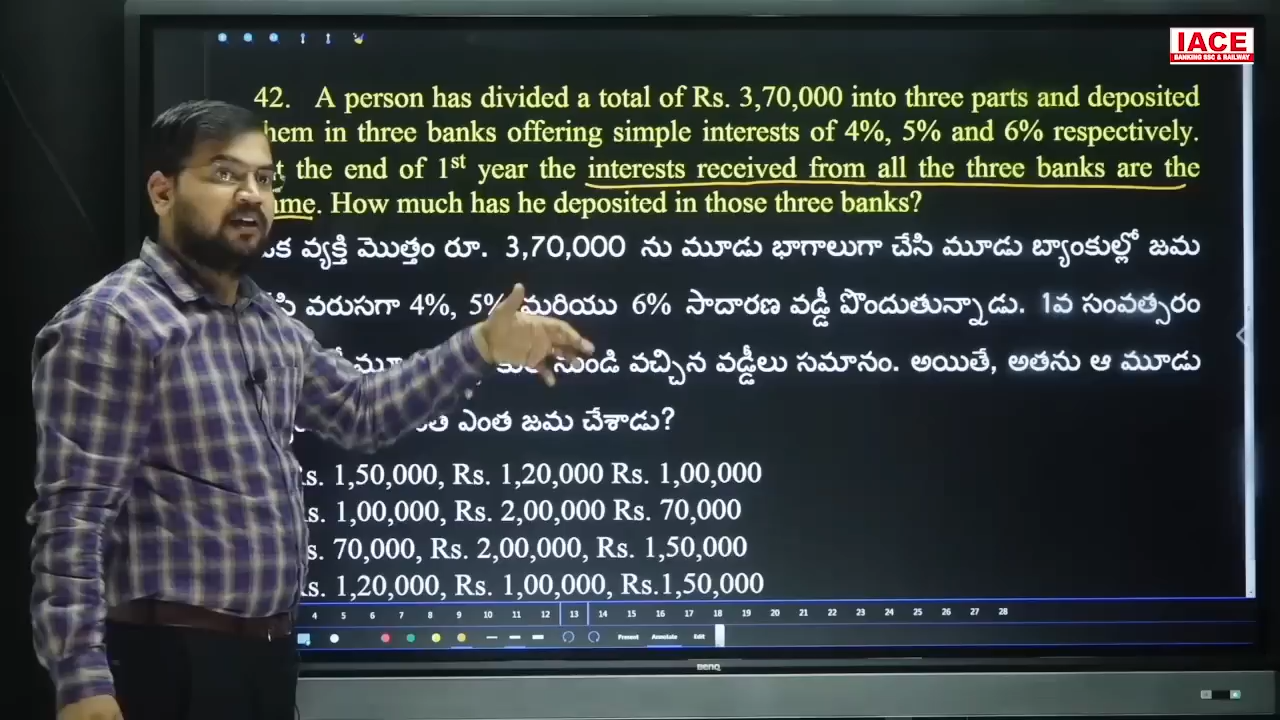 IACE
BANKING SSC & RAILWAY
42. A person has divided a total of Rs. 3,70,000 into three parts and deposited
in three banks offering simple interests of 4%, 5% and 6% respectively.
the end of 1st year the interests received from all the three banks are the
How much has he deposited in those three banks?
వ్యక్తి మొత్తం రూ. 3,70,000 ను మూడు భాగాలుగా చేసి మూడు బ్యాంకుల్లో జమ
వరుసగా 4%, 5% మరియు 6% సాదారణ వడ్డీ పొందుతున్నాడు. 1వ సంవత్సరం
నుండి వచ్చిన వడ్డీలు సమానం. అయితే, అతను ఆ మూడు
ఎంత జమ చేశాడు?
1,50,000, Rs. 1,20,000 Rs. 1,00,000
1,00,000, Rs. 2,00,000 Rs. 70,000
70,000, Rs. 2,00,000, Rs. 1,50,000
1,20,000, Rs. 1,00,000, Rs.1,50,000
4 5 6 7 8 9 10 11 12 13 14 15 16 17 18 19 20 21 22 23 24 25 26 27 28
Present Annotate Edit
BenQ